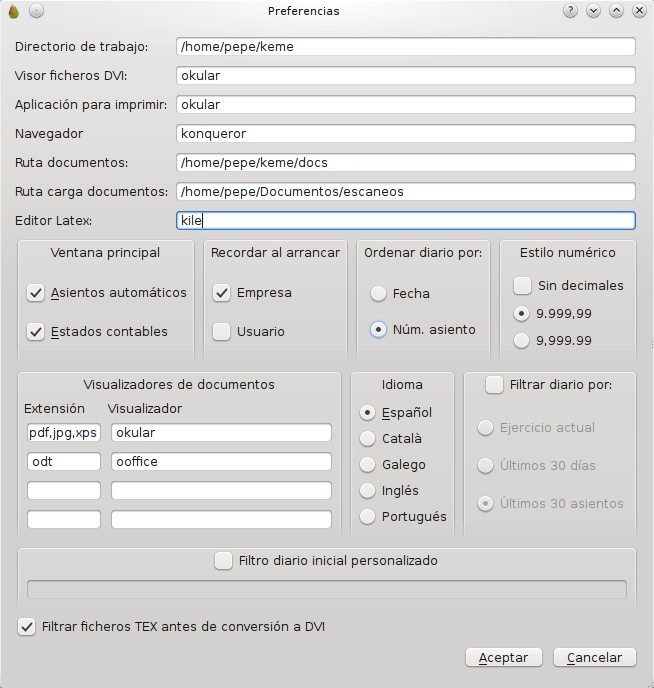 Preferencias
Directorio de trabajo: /home/pepe/keme
Visor ficheros DVI: okular
Aplicación para imprimir: okular
Navegador konqueror
Ruta documentos: /home/pepe/keme/docs
Ruta carga documentos: /home/pepe/Documentos/escaneos
Editor Latex: kile
Ventana principal
Asientos automáticos
Estados contables
Recordar al arrancar
Empresa
Usuario
Ordenar diario por:
Fecha
Núm. asiento
Estilo numérico
Sin decimales
9.999,99
9,999.99
Visualizadores de documentos
Extensión Visualizador
pdf,jpg,xps okular
odt ooffice
Idioma
Español
Català
Galego
Inglés
Portugués
Filtrar diario por:
Ejercicio actual
Últimos 30 días
Últimos 30 asientos
Filtro diario inicial personalizado
Filtrar ficheros TEX antes de conversión a DVI
Aceptar Cancelar